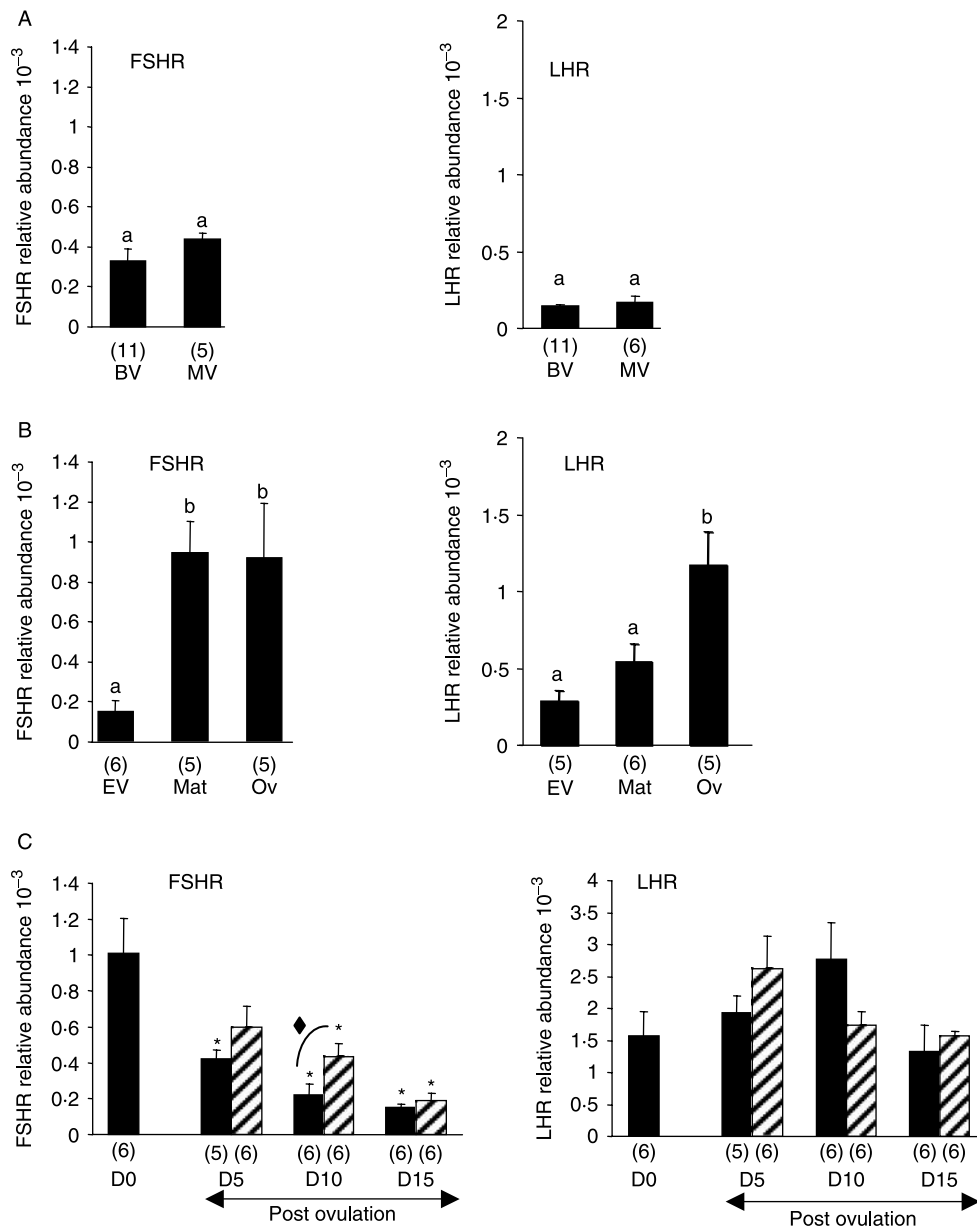 A
FSHR
FSHR relative abundance 10⁻³
1·4
1·2
1
0·8
0·6
0·4
0·2
0
a
a
(11) (5)
BV MV
LHR
LHR relative abundance 10⁻³
2
1·5
1
0·5
0
a
a
(11) (6)
BV MV
B
FSHR
FSHR relative abundance 10⁻³
1·4
1·2
1
0·8
0·6
0·4
0·2
0
a
b
b
(6) (5) (5)
EV Mat Ov
LHR
LHR relative abundance 10⁻³
2
1·5
1
0·5
0
a
a
b
(5) (6) (5)
EV Mat Ov
C
FSHR
FSHR relative abundance 10⁻³
1·4
1·2
1
0·8
0·6
0·4
0·2
0
*
♦
*
*
*
*
(6) (5) (6) (6) (6) (6) (6)
D0 D5 D10 D15
Post ovulation
LHR
LHR relative abundance 10⁻³
4
3·5
3
2·5
2
1·5
1
0·5
0
(6) (5) (6) (6) (6) (6) (6)
D0 D5 D10 D15
Post ovulation